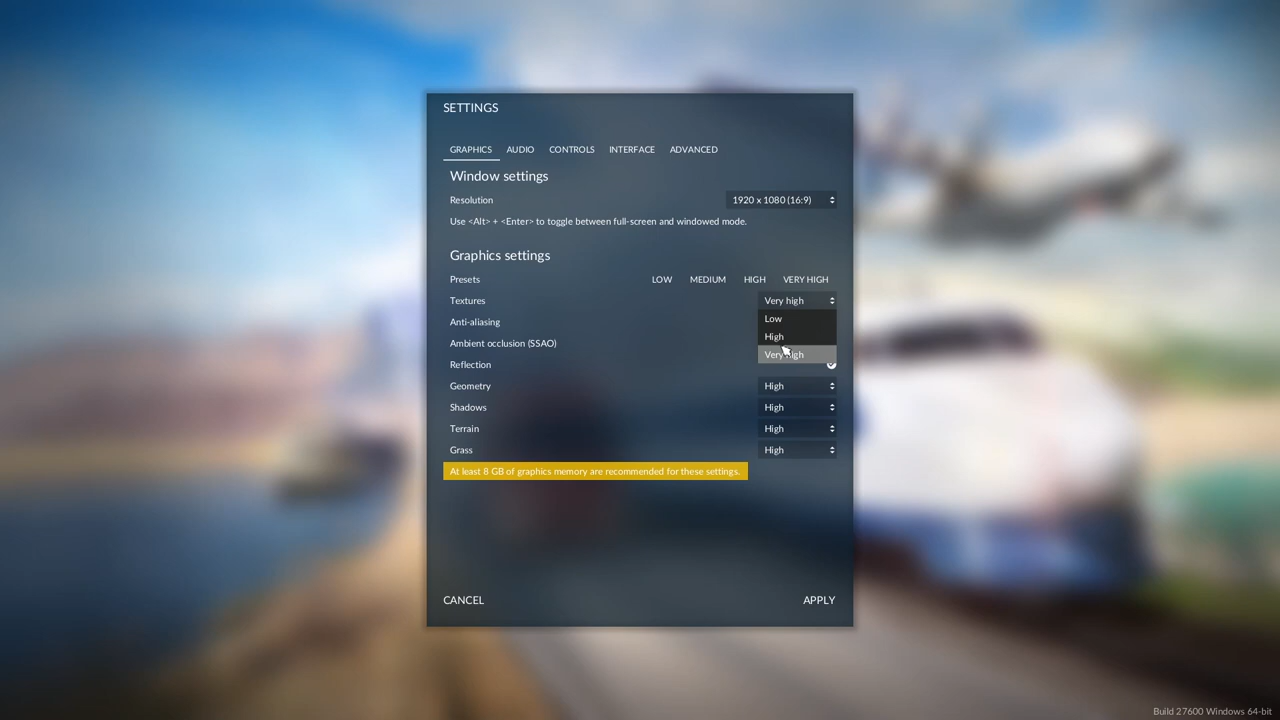 SETTINGS
GRAPHICS AUDIO CONTROLS INTERFACE ADVANCED
Window settings
Resolution 1920 x 1080 (16:9)
Use <Alt> + <Enter> to toggle between full-screen and windowed mode.
Graphics settings
Presets LOW MEDIUM HIGH VERY HIGH
Textures Very high
Low
Anti-aliasing
High
Ambient occlusion (SSAO)
Very high
Reflection
Geometry High
Shadows High
Terrain High
Grass High
At least 8 GB of graphics memory are recommended for these settings.
CANCEL APPLY
Build 27600 Windows 64-bit